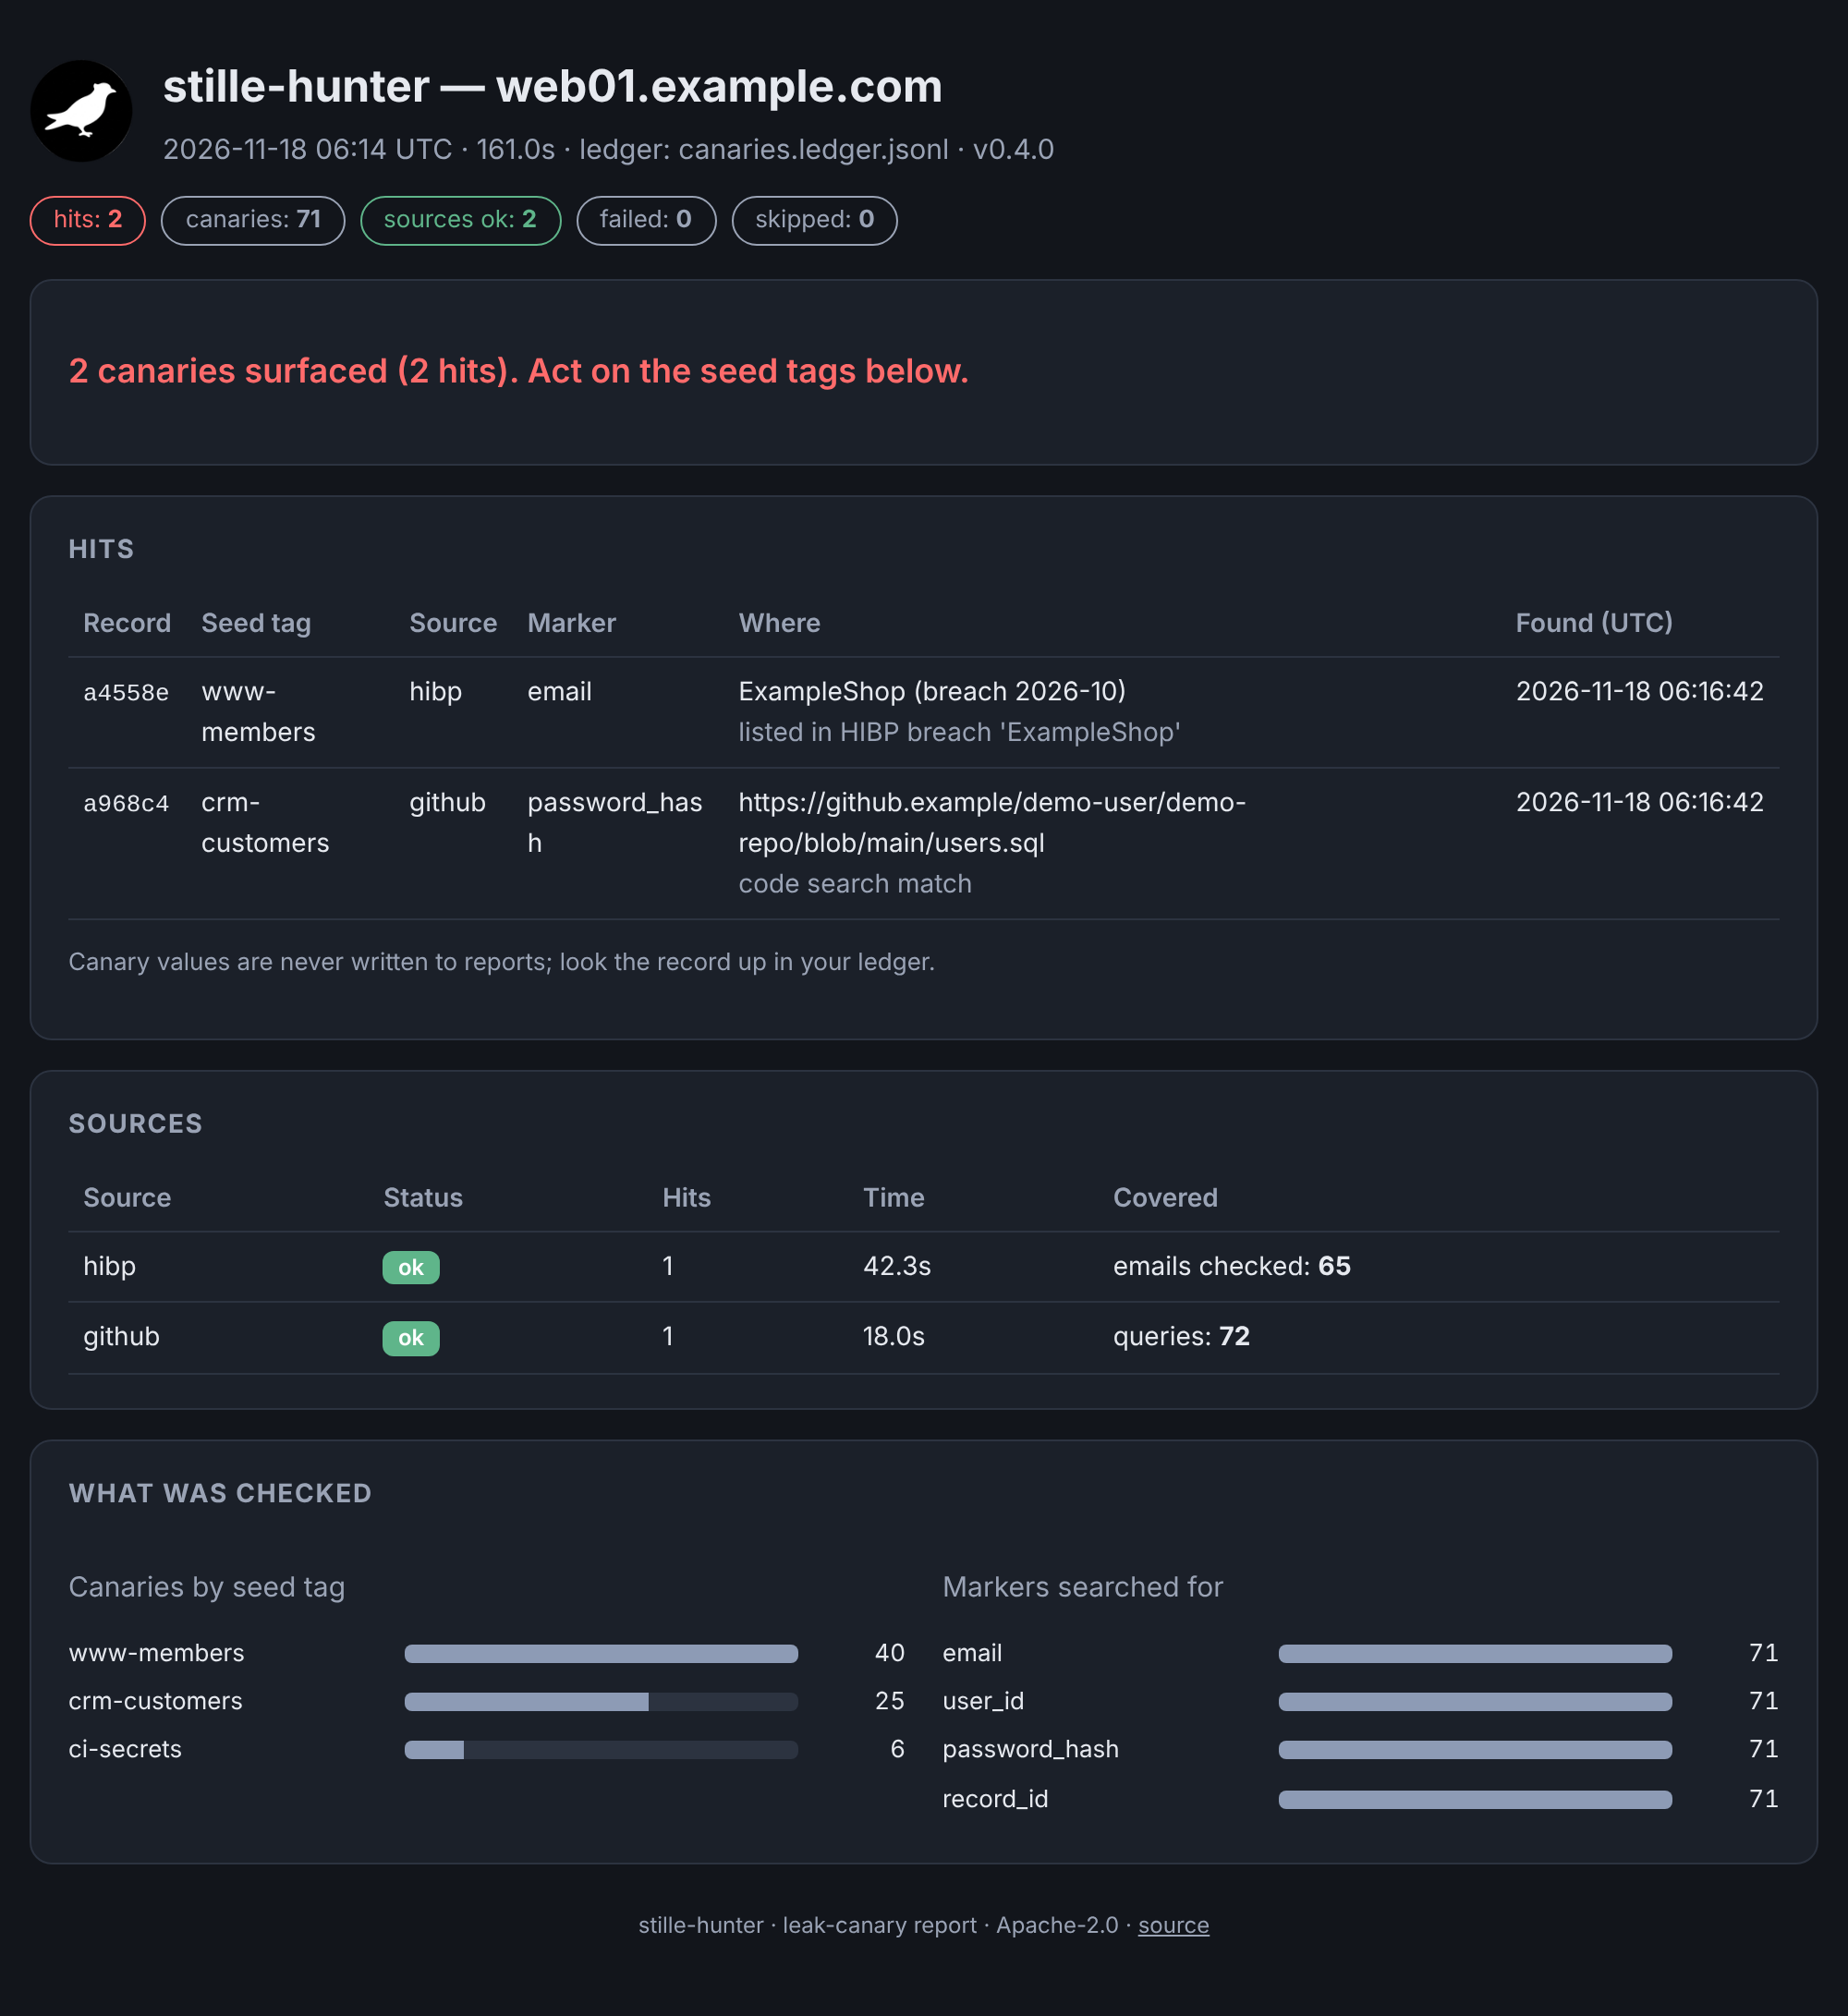 stille-hunter — web01.example.com
2026-11-18 06:14 UTC · 161.0s · ledger: canaries.ledger.jsonl · v0.4.0
hits: 2 canaries: 71 sources ok: 2 failed: 0 skipped: 0
2 canaries surfaced (2 hits). Act on the seed tags below.
HITS
Record Seed tag Source Marker Where Found (UTC)
a4558e www- hibp email ExampleShop (breach 2026-10) 2026-11-18 06:16:42
members listed in HIBP breach 'ExampleShop'
a968c4 crm- github password_has https://github.example/demo-user/demo- 2026-11-18 06:16:42
customers h repo/blob/main/users.sql
code search match
Canary values are never written to reports; look the record up in your ledger.
SOURCES
Source Status Hits Time Covered
hibp ok 1 42.3s emails checked: 65
github ok 1 18.0s queries: 72
WHAT WAS CHECKED
Canaries by seed tag
www-members 40
crm-customers 25
ci-secrets 6
Markers searched for
email 71
user_id 71
password_hash 71
record_id 71
stille-hunter · leak-canary report · Apache-2.0 · source